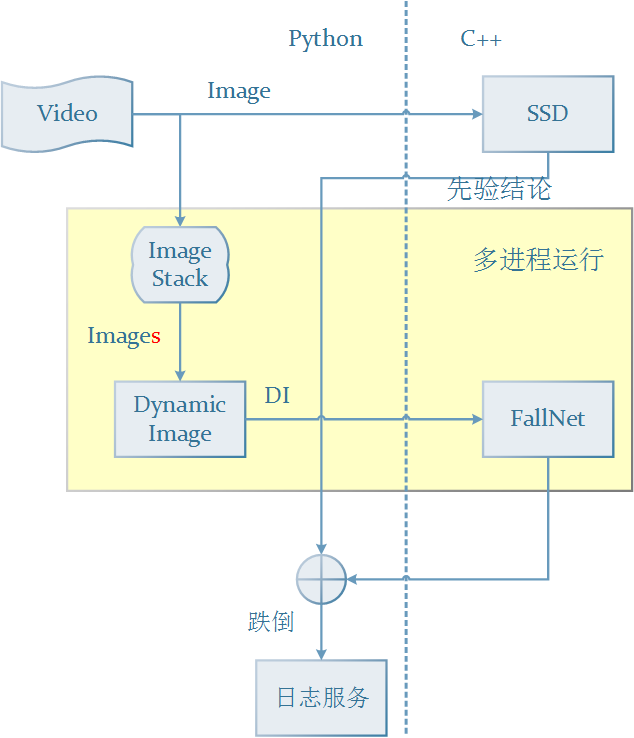 Python
C++
Image
Video
SSD
先验结论
Image
Stack
多进程运行
Images
DI
Dynamic
Image
FallNet
跌倒
日志服务